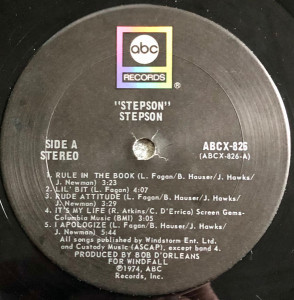 abc
RECORDS
®
"STEPSON"
STEPSON
SIDE A
STEREO
ABCX-826
(ABCX-826-A)
1. RULE IN THE BOOK (L. Fagan/B. Hauser/J. Hawks/
J. Newman) 3:23
2. LIL' BIT (L. Fagan) 4:07
3. RUDE ATTITUDE (L. Fagan/B. Hauser/J. Hawks/
J. Newman) 3:29
4. IT'S MY LIFE (R. Atkins/C. D'Errico) Screen Gems-
Columbia Music (BMI) 3:05
5. I APOLOGIZE (L. Fagan/B. Hauser/J. Hawks/
J. Newman) 5:44
All songs published by Windstorm Ent. Ltd.
and Custody Music (ASCAP), except band 4.
PRODUCED BY BOB D'ORLEANS
FOR WINDFALL
©1974, ABC
Records, Inc.